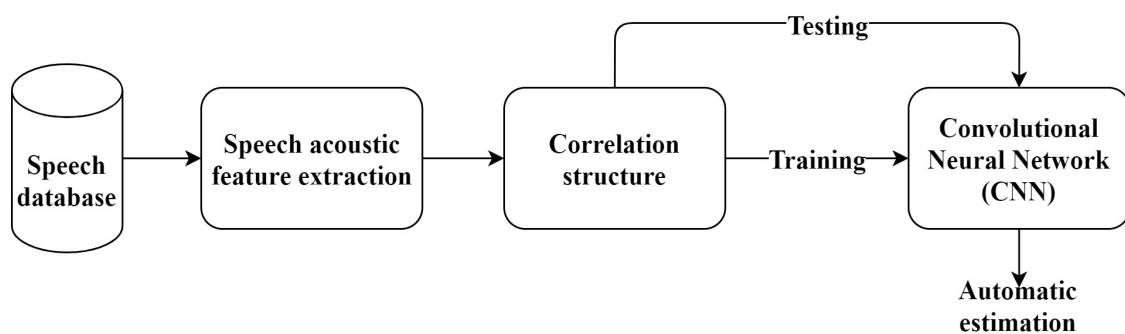 Testing
Speech
database
Speech acoustic
feature extraction
Correlation
structure
Training
Convolutional
Neural Network
(CNN)
Automatic
estimation